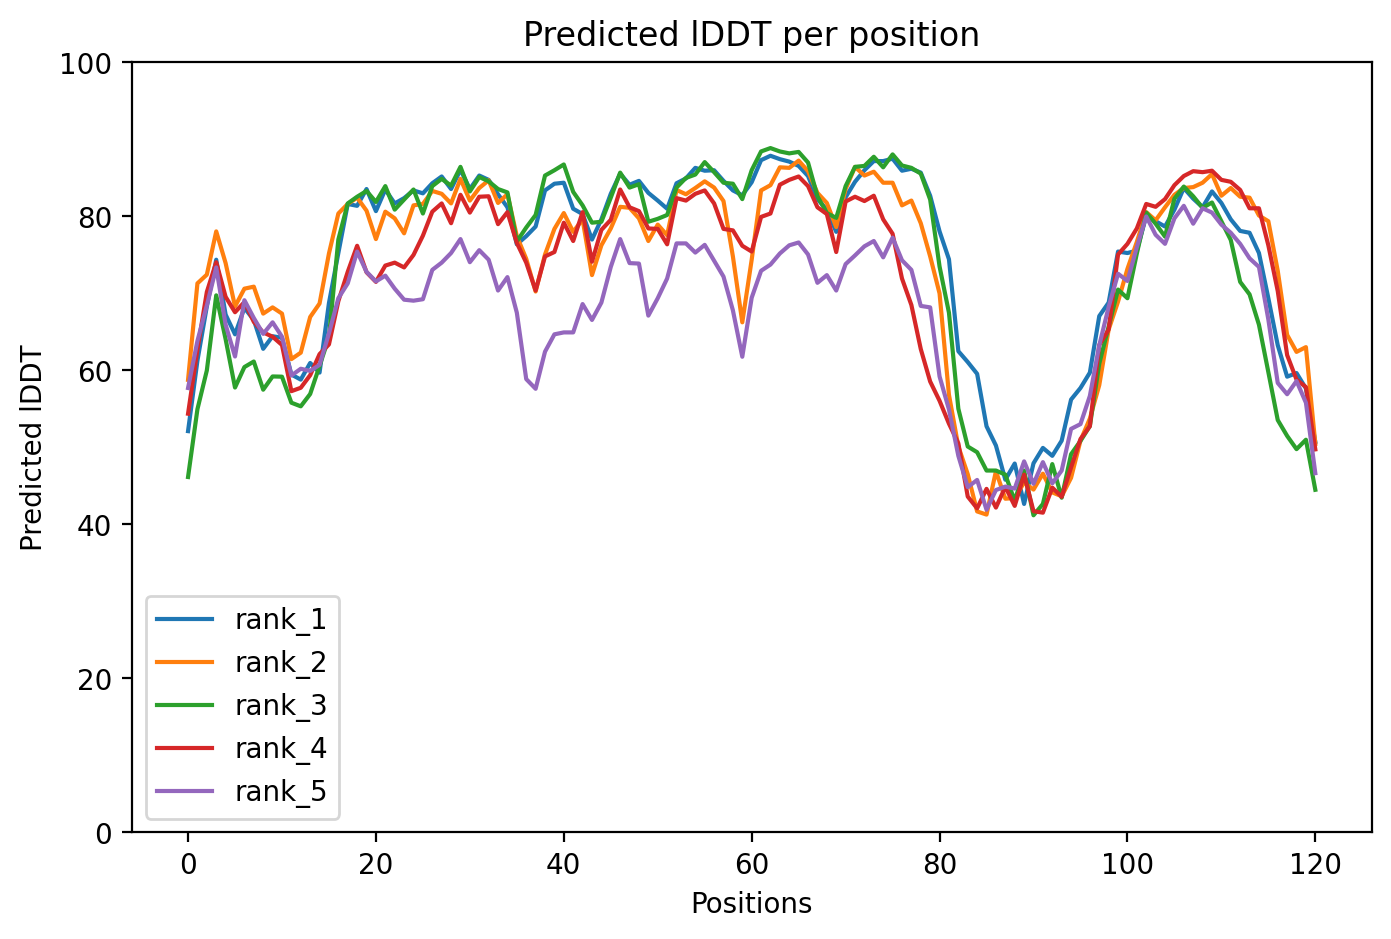 Predicted lDDT per position
100
80
60
40
20
0
Predicted lDDT
rank_1
rank_2
rank_3
rank_4
rank_5
0 20 40 60 80 100 120
Positions